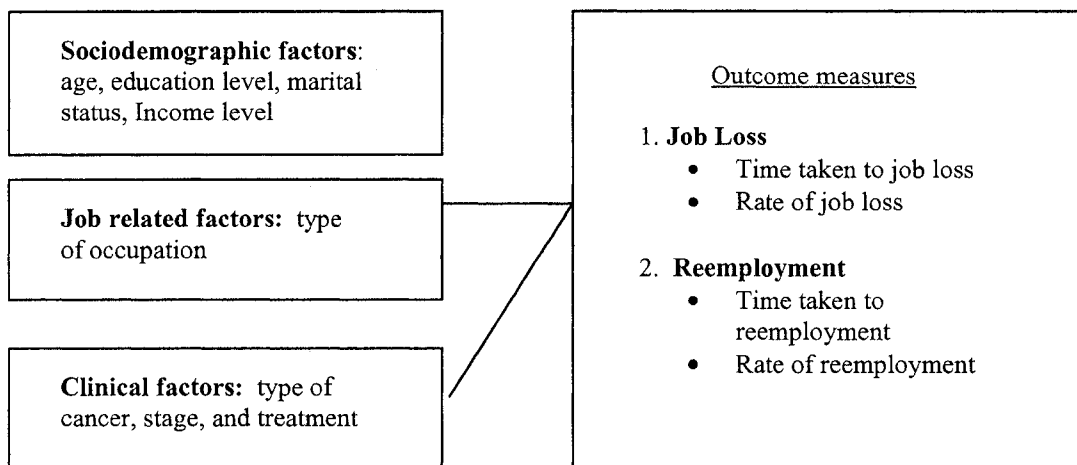 Sociodemographic factors:
age, education level, marital
status, Income level
Job related factors: type
of occupation
Clinical factors: type of
cancer, stage, and treatment
Outcome measures
1. Job Loss
• Time taken to job loss
• Rate of job loss
2. Reemployment
• Time taken to
reemployment
• Rate of reemployment